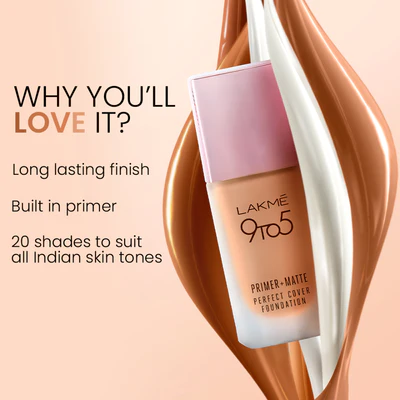 WHY YOU'LL
LOVE IT?
Long lasting finish
Built in primer
20 shades to suit
all Indian skin tones
LAKMĒ
9TO5
PRIMER+MATTE
PERFECT COVER
FOUNDATION